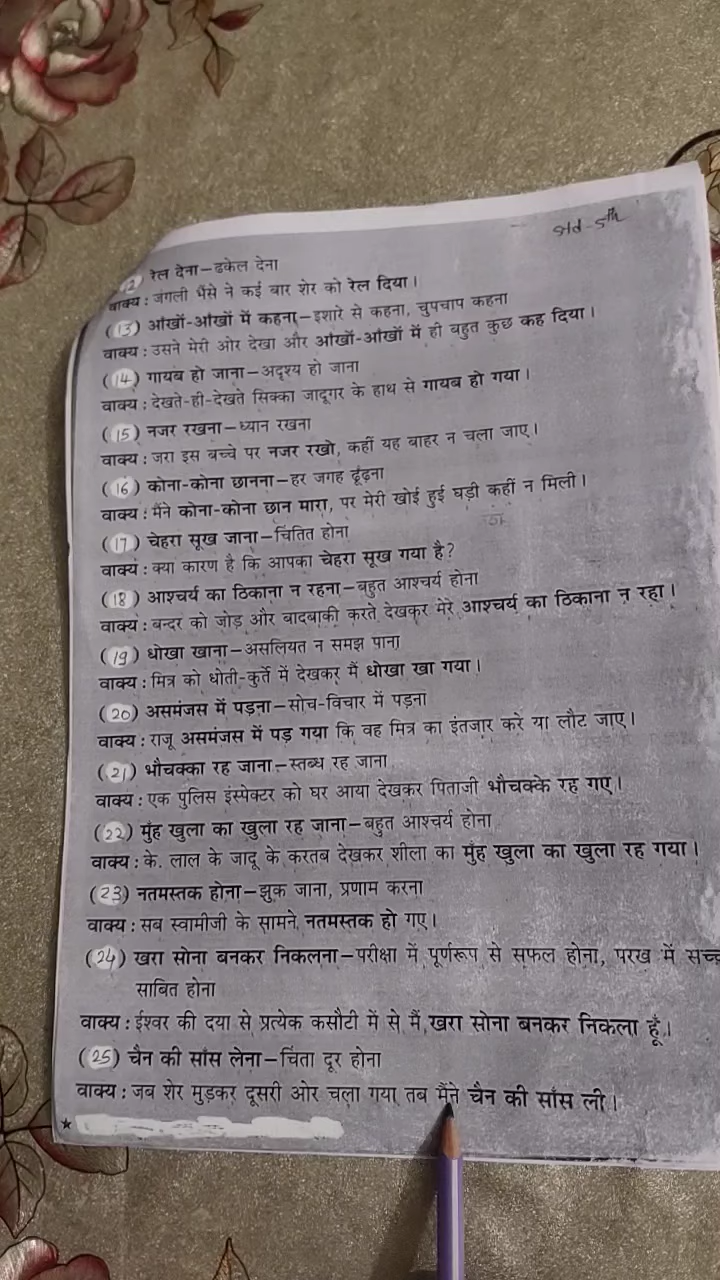 std-5th
(12) रेल देना–ढकेल देना
वाक्य : जंगली भैंसे ने कई बार शेर को रेल दिया।
(13) आँखों-आँखों में कहना–इशारे से कहना, चुपचाप कहना
वाक्य : उसने मेरी ओर देखा और आँखों-आँखों में ही बहुत कुछ कह दिया।
(14) गायब हो जाना–अदृश्य हो जाना
वाक्य : देखते-ही-देखते सिक्का जादूगर के हाथ से गायब हो गया।
(15) नजर रखना–ध्यान रखना
वाक्य : जरा इस बच्चे पर नजर रखो, कहीं यह बाहर न चला जाए।
(16) कोना-कोना छानना–हर जगह ढूंढ़ना
वाक्य : मैंने कोना-कोना छान मारा, पर मेरी खोई हुई घड़ी कहीं न मिली।
(17) चेहरा सूख जाना–चिंतित होना
वाक्य : क्या कारण है कि आपका चेहरा सूख गया है?
(18) आश्चर्य का ठिकाना न रहना–बहुत आश्चर्य होना
वाक्य : बन्दर को जोड़ और बादबाकी करते देखकर मेरे आश्चर्य का ठिकाना न रहा।
(19) धोखा खाना–असलियत न समझ पाना
वाक्य : मित्र को धोती-कुर्ते में देखकर मैं धोखा खा गया।
(20) असमंजस में पड़ना–सोच-विचार में पड़ना
वाक्य : राजू असमंजस में पड़ गया कि वह मित्र का इंतजार करे या लौट जाए।
(21) भौचक्का रह जाना–स्तब्ध रह जाना
वाक्य : एक पुलिस इंस्पेक्टर को घर आया देखकर पिताजी भौचक्के रह गए।
(22) मुँह खुला का खुला रह जाना–बहुत आश्चर्य होना
वाक्य : के. लाल के जादू के करतब देखकर शीला का मुँह खुला का खुला रह गया।
(23) नतमस्तक होना–झुक जाना, प्रणाम करना
वाक्य : सब स्वामीजी के सामने नतमस्तक हो गए।
(24) खरा सोना बनकर निकलना–परीक्षा में पूर्णरूप से सफल होना, परख में
साबित होना
वाक्य : ईश्वर की दया से प्रत्येक कसौटी में से मैं खरा सोना बनकर निकला हूँ।
(25) चैन की साँस लेना–चिंता दूर होना
वाक्य : जब शेर मुड़कर दूसरी ओर चला गया तब मैंने चैन की साँस ली।